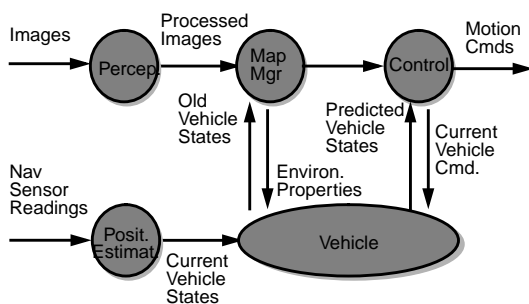 Images
Percep.
Processed
Images
Map
Mgr
Control
Motion
Cmds
Old
Vehicle
States
Environ.
Properties
Predicted
Vehicle
States
Current
Vehicle
Cmd.
Nav
Sensor
Readings
Posit.
Estimat.
Current
Vehicle
States
Vehicle